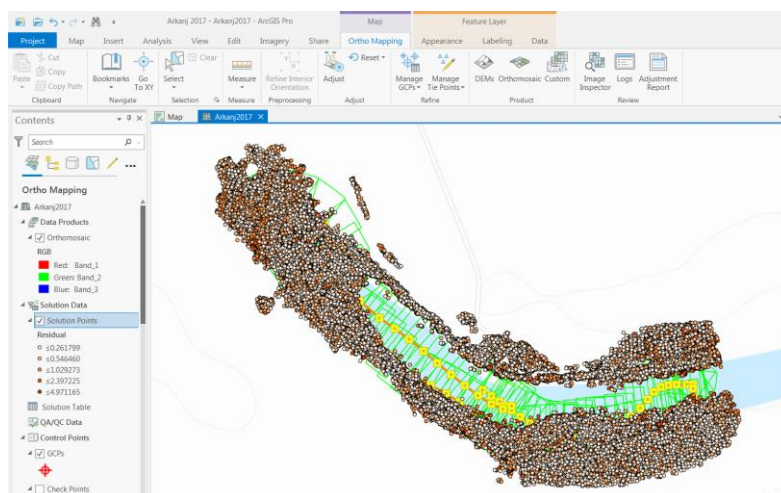 Arkanj 2017 - Arkanj2017 - ArcGIS Pro
Map
Feature Layer
Project Map Insert Analysis View Edit Imagery Share Ortho Mapping Appearance Labeling Data
Cut
Copy
Copy Path
Paste
Clipboard
Bookmarks
Go To XY
Navigate
Select
Clear
Selection
Measure
Measure
Refine Interior Orientation
Preprocessing
Adjust
Reset
Adjust
Manage GCPs
Manage Tie Points
Refine
DEMs Orthomosaic Custom
Product
Image Inspector
Logs
Adjustment Report
Review
Contents
Map
Arkanj2017
Search
Ortho Mapping
Arkanj2017
Data Products
Orthomosaic
RGB
Red: Band_1
Green: Band_2
Blue: Band_3
Solution Data
Solution Points
Residual
≤0.261799
≤0.546460
≤1.029273
≤2.397225
≤4.971165
Solution Table
QA/QC Data
Control Points
GCPs
Check Points